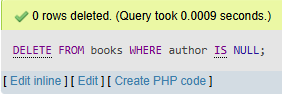 0 rows deleted. (Query took 0.0009 seconds.)
DELETE FROM books WHERE author IS NULL;
[ Edit inline ] [ Edit ] [ Create PHP code ]